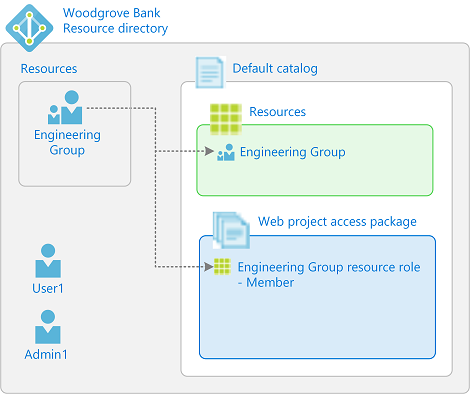 Woodgrove Bank
Resource directory
Resources
Engineering
Group
User1
Admin1
Default catalog
Resources
Engineering Group
Web project access package
Engineering Group resource role
- Member